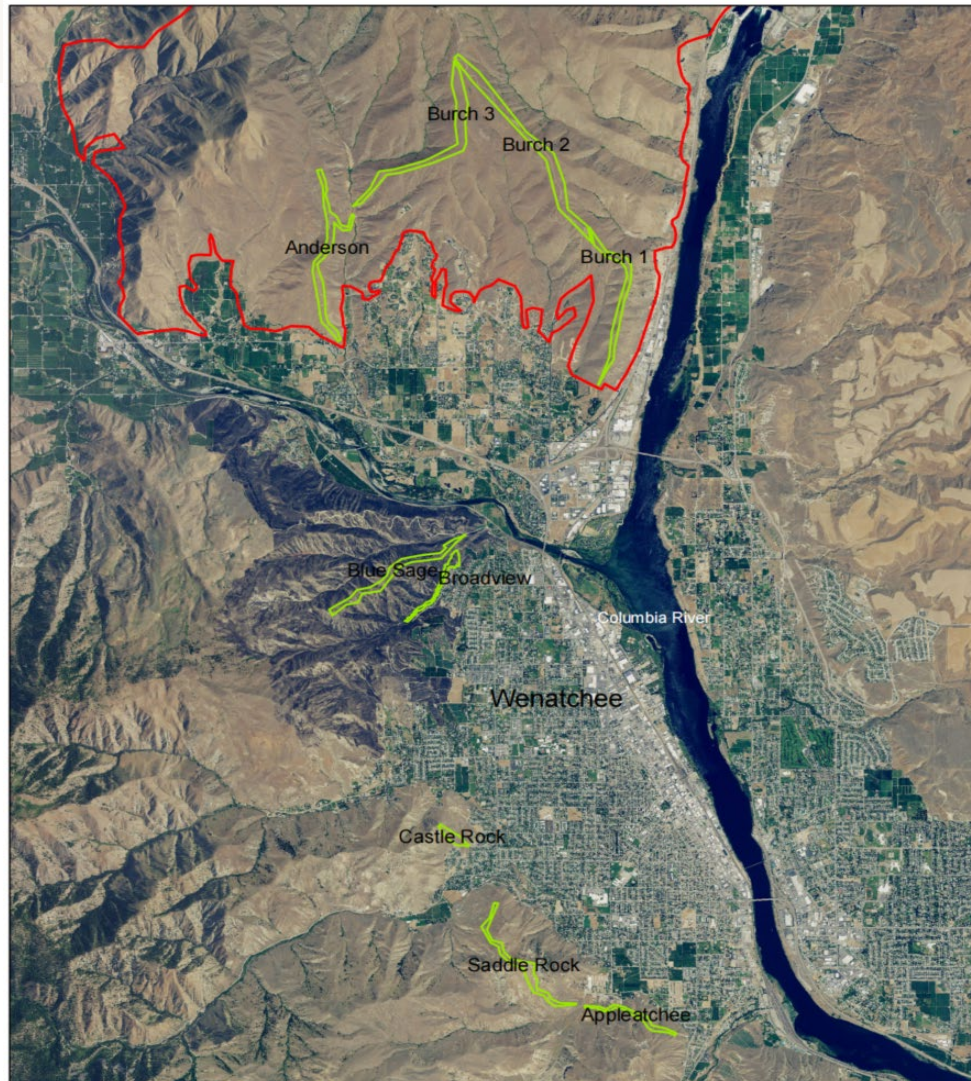 Burch 3
Burch 2
Anderson
Burch 1
Blue Sage
Broadview
Columbia River
Wenatchee
Castle Rock
Saddle Rock
Appleatchee